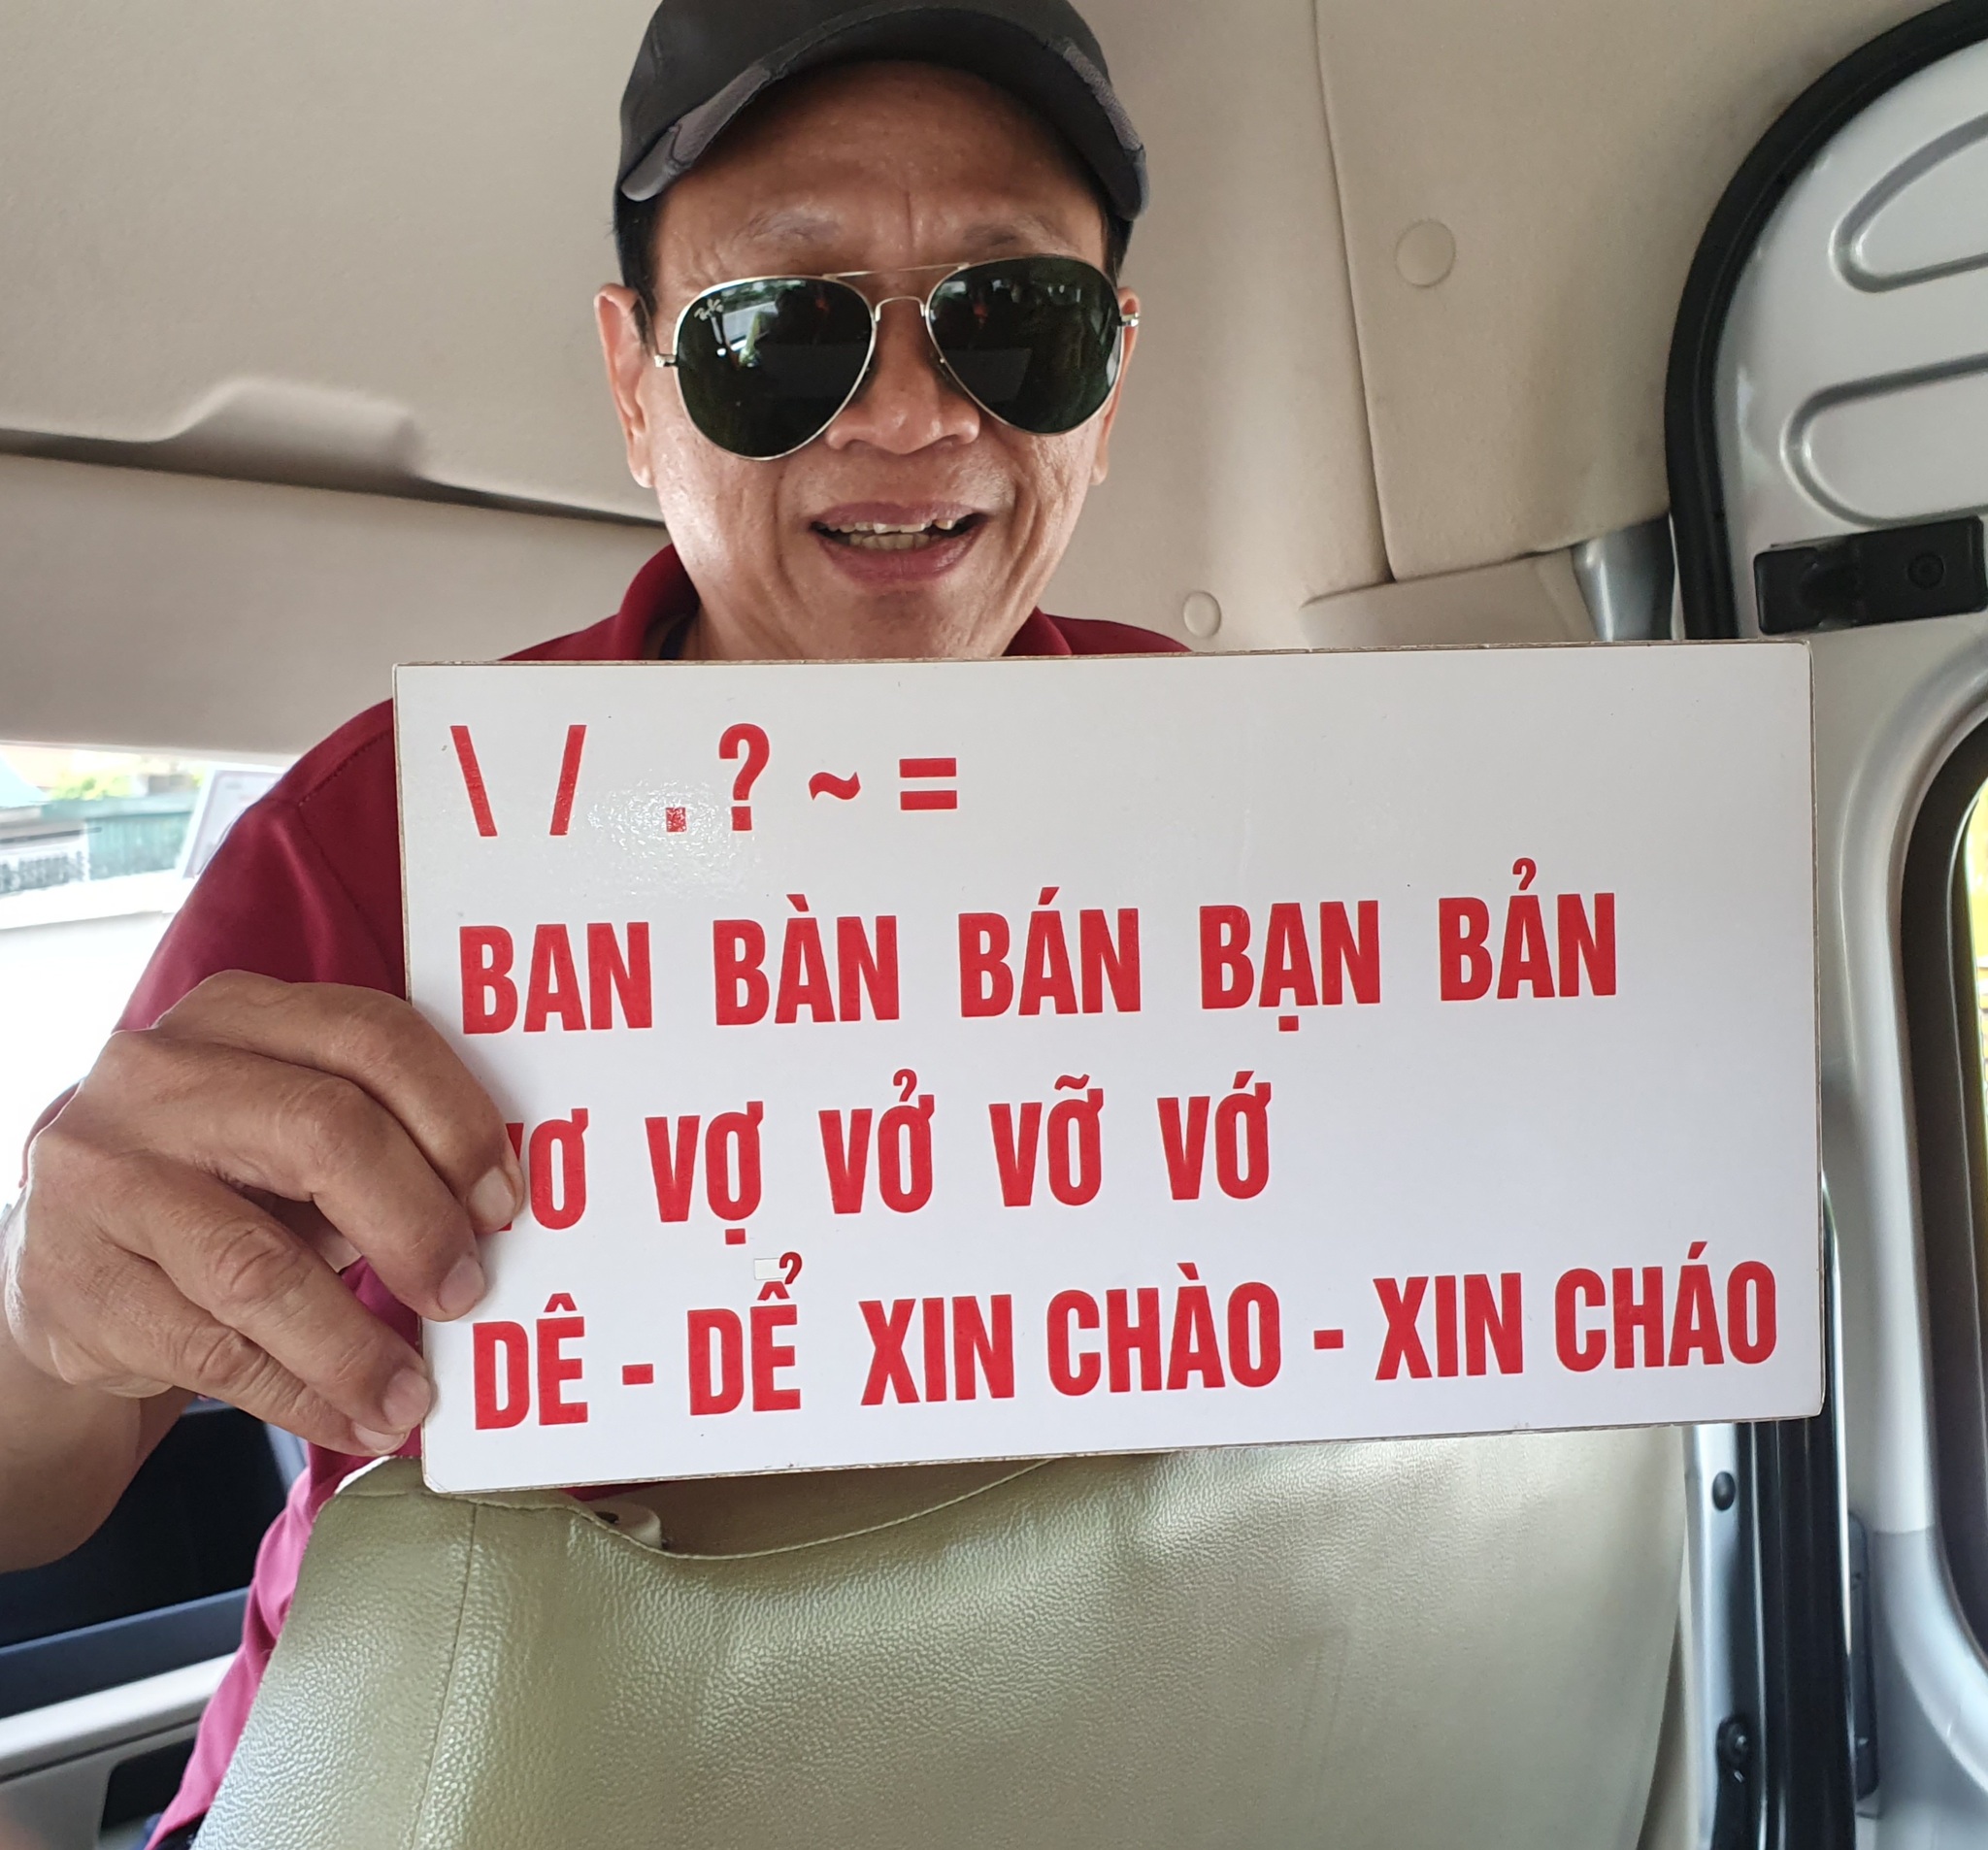 \ / . ? ~ =
BAN BÀN BÁN BẠN BẢN
VỢ VỞ VỠ VỚ
DÊ - DỂ XIN CHÀO - XIN CHÁO